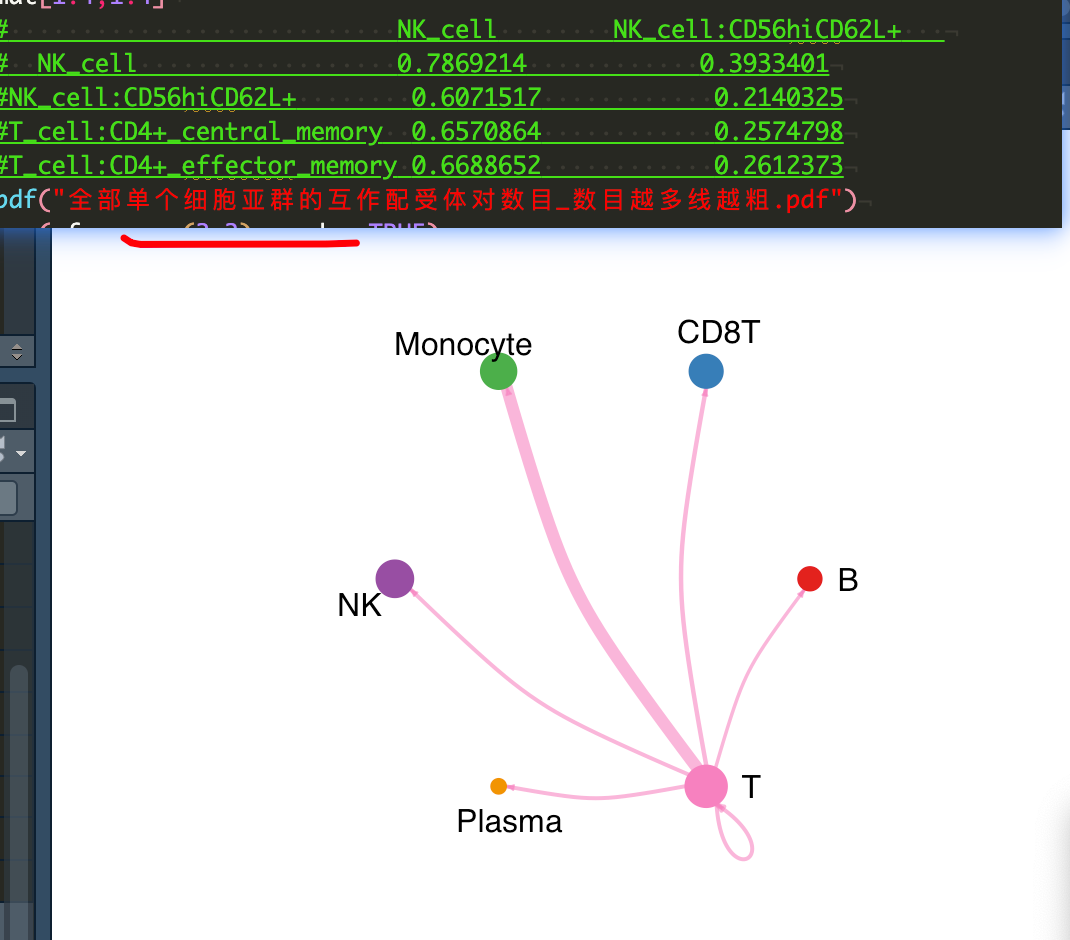 mat[1:4,1:4]
# NK_cell NK_cell:CD56hiCD62L+
# NK_cell 0.7869214 0.3933401
#NK_cell:CD56hiCD62L+ 0.6071517 0.2140325
#T_cell:CD4+_central_memory 0.6570864 0.2574798
#T_cell:CD4+_effector_memory 0.6688652 0.2612373
pdf("全部单个细胞亚群的互作配受体对数目_数目越多线越粗.pdf")
TRUE)
CD8T
Monocyte
B
NK
T
Plasma